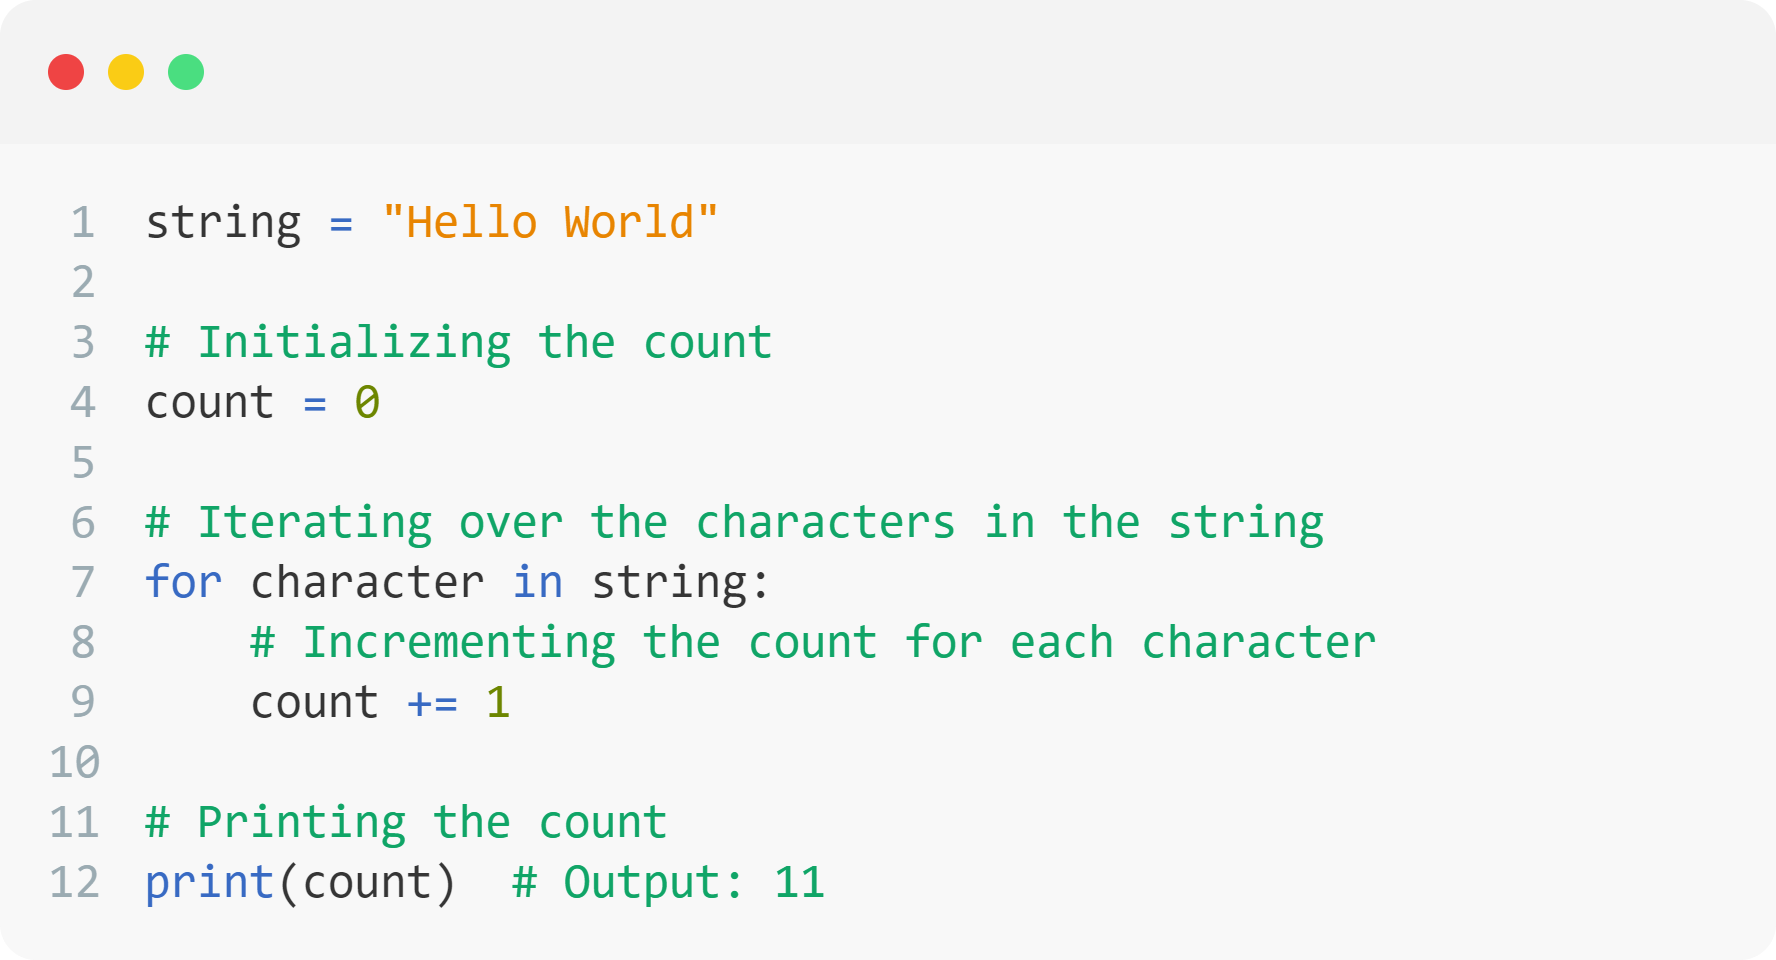 1 string = "Hello World"
2
3 # Initializing the count
4 count = 0
5
6 # Iterating over the characters in the string
7 for character in string:
8     # Incrementing the count for each character
9     count += 1
10
11 # Printing the count
12 print(count)  # Output: 11